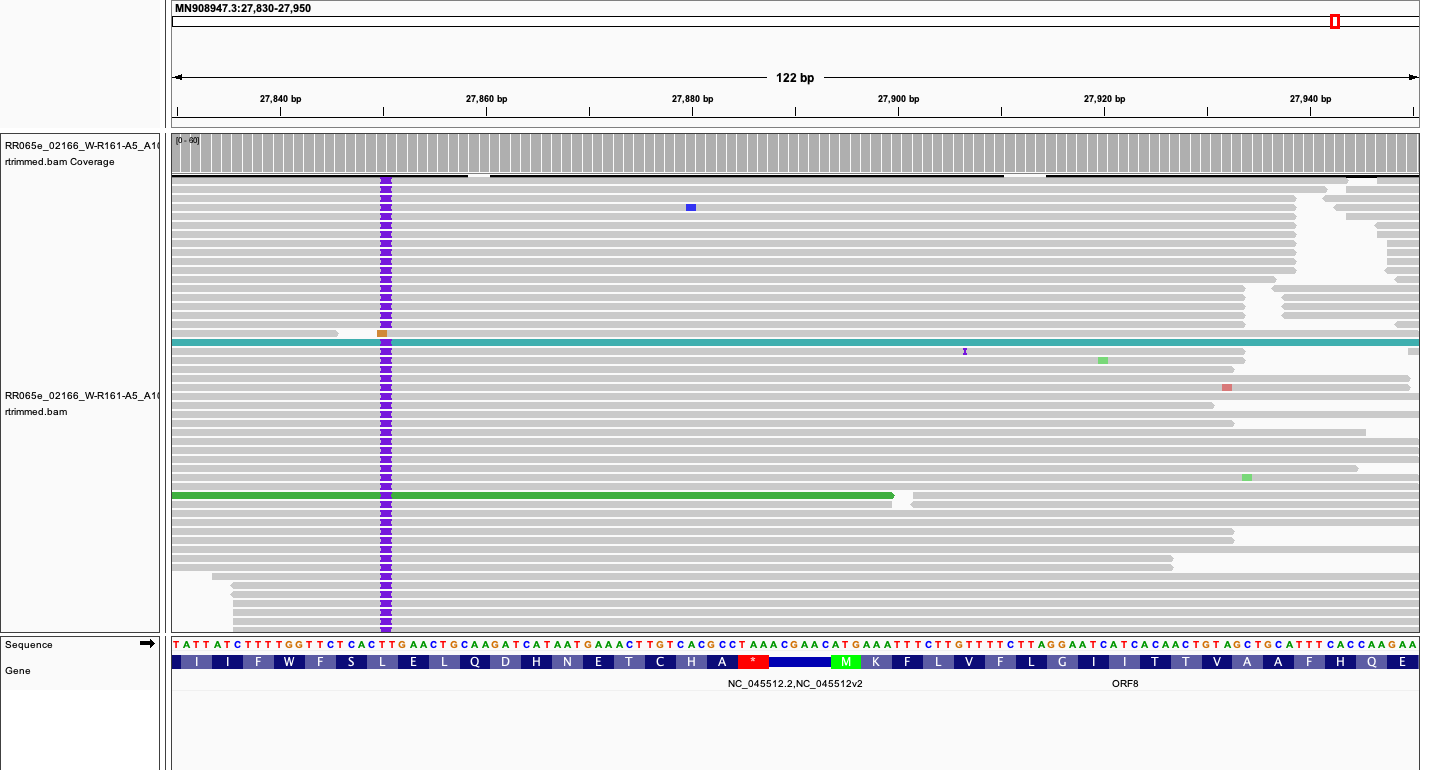 MN908947.3:27,830-27,950
122 bp
27,840 bp 27,860 bp 27,880 bp 27,900 bp 27,920 bp 27,940 bp
RR065e_02166_W-R161-A5_A10
rtrimmed.bam Coverage
[0 - 60]
RR065e_02166_W-R161-A5_A10
rtrimmed.bam
Sequence
TATTATCTTTTGGTTCTCACTTGAACTGCAAGATCATAATGAAACTTGTCACGCCTAAACGAACATGAAATTTCTTGTTTTCTTAGGAATCATCACAACTGTAGCTGCATTTCACCAAGAA
Gene
I I F W F S L E L Q D H N E T C H A * M K F L V F L G I I T T V A A F H Q E
NC_045512.2,NC_045512v2 ORF8